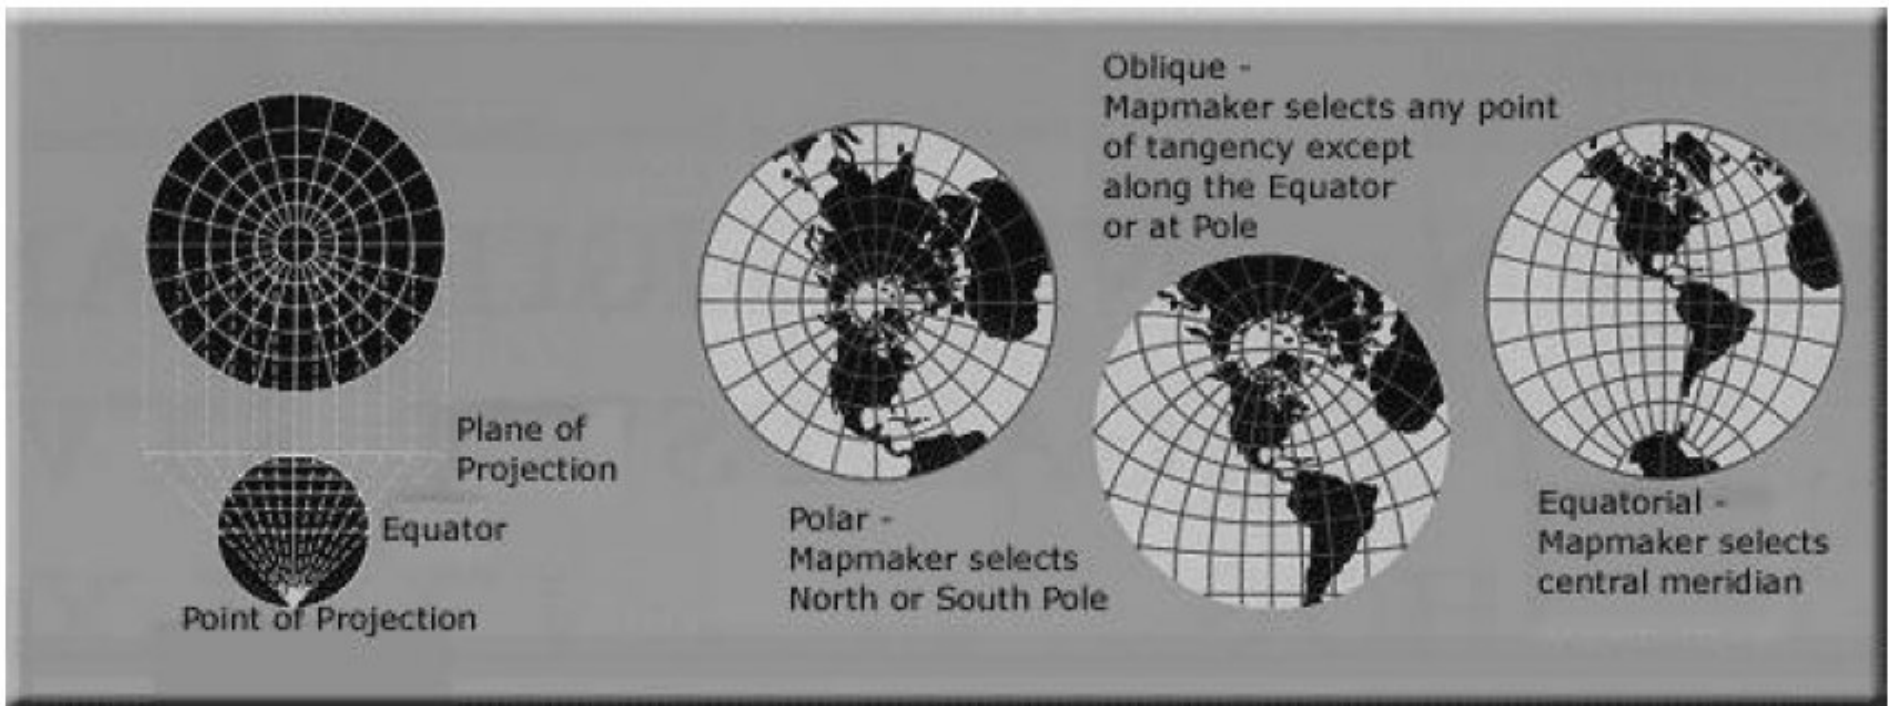 Plane of
Projection
Equator
Point of Projection
Polar -
Mapmaker selects
North or South Pole
Oblique -
Mapmaker selects any point
of tangency except
along the Equator
or at Pole
Equatorial -
Mapmaker selects
central meridian